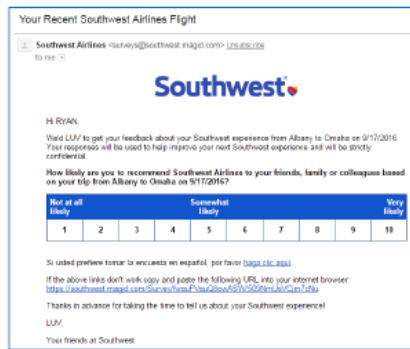 Your Recent Southwest Airlines Flight
Southwest Airlines <surveys@southwest.magid.com> Unsubscribe
to me
Southwest
Hi RYAN,
We'd LUV to get your feedback about your Southwest experience from Albany to Omaha on 9/17/2016.
Your responses will be used to help improve your next Southwest experience and will be strictly
confidential.
How likely are you to recommend Southwest Airlines to your friends, family or colleagues based
on your trip from Albany to Omaha on 9/17/2016?
Not at all likely Somewhat likely Very likely
1 2 3 4 5 6 7 8 9 10
Si usted prefiere tomar la encuesta en español, por favor haga clic aquí.
If the above links don't work copy and paste the following URL into your internet browser:
Thanks in advance for taking the time to tell us about your Southwest experience!
LUV,
Your friends at Southwest